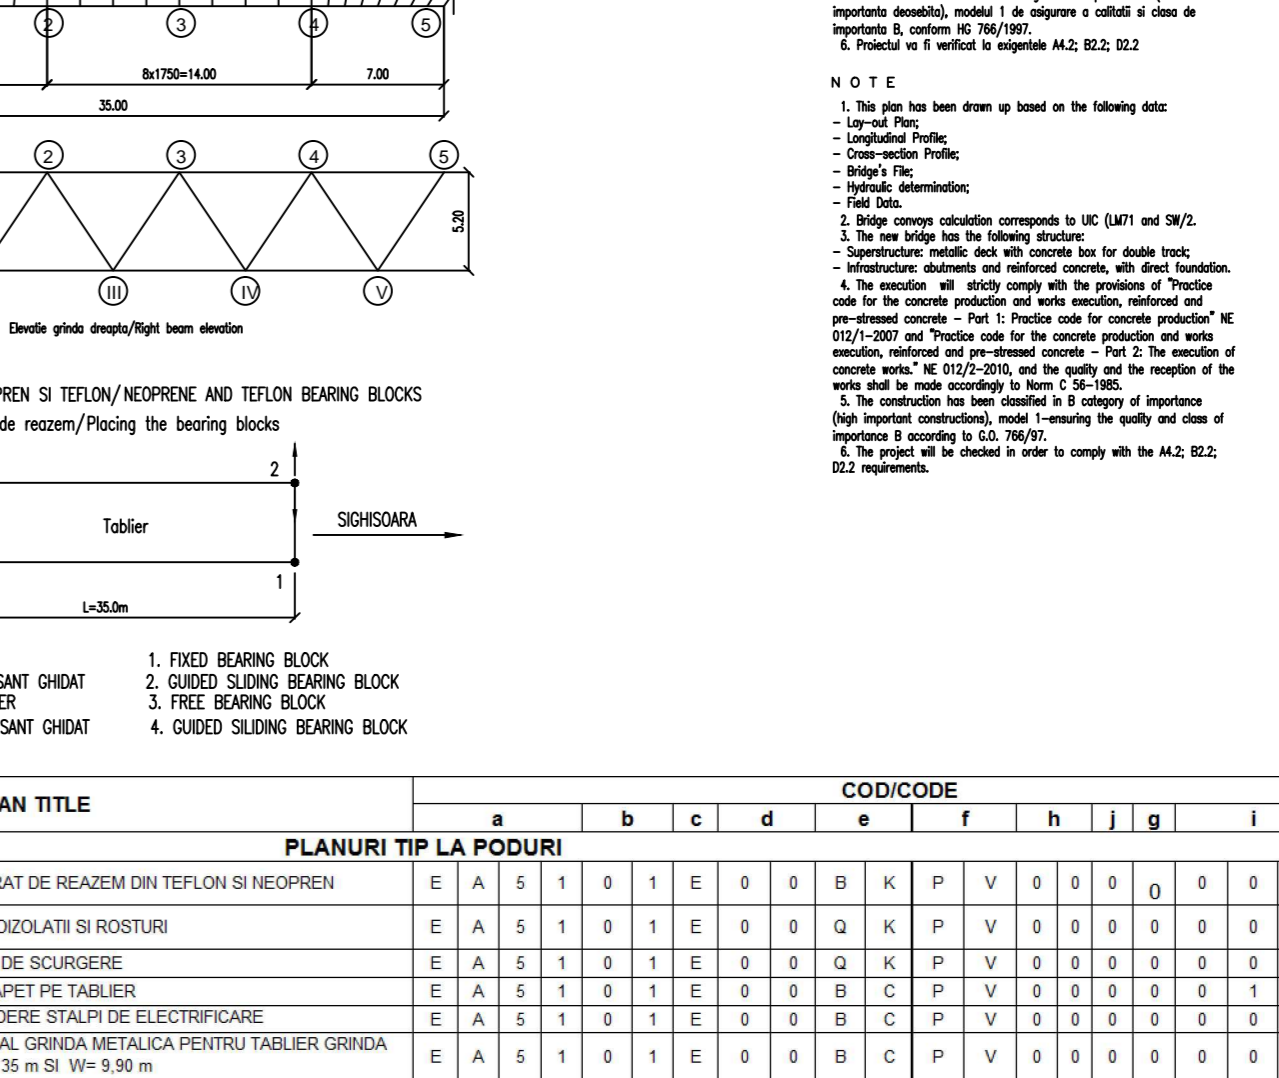 2 3 4 5
8x1750=14.00 7.00
35.00
2 3 4 5
5.20
III IV V
Elevatie grinda dreapta/Right beam elevation
PREN SI TEFLON/NEOPRENE AND TEFLON BEARING BLOCKS
de reazem/Placing the bearing blocks
2
Tablier
SIGHISOARA
1
L=35.0m
1. FIXED BEARING BLOCK
SANT GHIDAT 2. GUIDED SLIDING BEARING BLOCK
ER 3. FREE BEARING BLOCK
SANT GHIDAT 4. GUIDED SILIDING BEARING BLOCK
importanta deosebita), modelul 1 de asigurare a calitatii si clasa de
importanta B, conform HG 766/1997.
6. Proiectul va fi verificat la exigentele A4.2; B2.2; D2.2
N O T E
1. This plan has been drawn up based on the following data:
– Lay–out Plan;
– Longitudinal Profile;
– Cross–section Profile;
– Bridge's File;
– Hydraulic determination;
– Field Data.
2. Bridge convoys calculation corresponds to UIC (LM71 and SW/2.
3. The new bridge has the following structure:
– Superstructure: metallic deck with concrete box for double track;
– Infrastructure: abutments and reinforced concrete, with direct foundation.
4. The execution will strictly comply with the provisions of "Practice
code for the concrete production and works execution, reinforced and
pre–stressed concrete – Part 1: Practice code for concrete production" NE
012/1–2007 and "Practice code for the concrete production and works
execution, reinforced and pre–stressed concrete – Part 2: The execution of
concrete works." NE 012/2–2010, and the quality and the reception of the
works shall be made accordingly to Norm C 56–1985.
5. The construction has been classified in B category of importance
(high important constructions), model 1–ensuring the quality and class of
importance B according to G.O. 766/97.
6. The project will be checked in order to comply with the A4.2; B2.2;
D2.2 requirements.
AN TITLE COD/CODE
a b c d e f h j g i
PLANURI TIP LA PODURI
RAT DE REAZEM DIN TEFLON SI NEOPREN E A 5 1 0 1 E 0 0 B K P V 0 0 0 0 0 0
OIZOLATII SI ROSTURI E A 5 1 0 1 E 0 0 Q K P V 0 0 0 0 0 0
DE SCURGERE E A 5 1 0 1 E 0 0 Q K P V 0 0 0 0 0 0
APET PE TABLIER E A 5 1 0 1 E 0 0 B C P V 0 0 0 0 0 1
DERE STALPI DE ELECTRIFICARE E A 5 1 0 1 E 0 0 B C P V 0 0 0 0 0 0
AL GRINDA METALICA PENTRU TABLIER GRINDA
35 m SI W= 9,90 m E A 5 1 0 1 E 0 0 B C P V 0 0 0 0 0 0